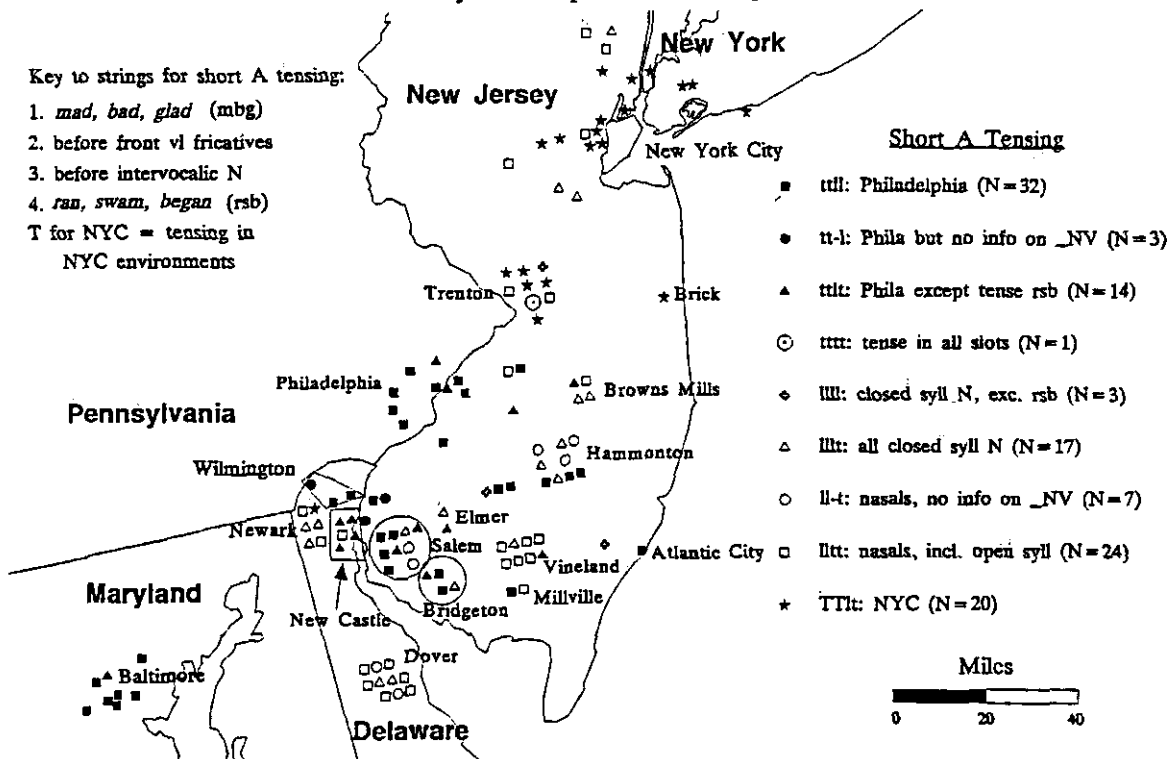 New York
Key to strings for short A tensing:
1. mad, bad, glad (mbg)
2. before front vl fricatives
3. before intervocalic N
4. ran, swam, began (rsb)
T for NYC = tensing in
NYC environments
New Jersey
New York City
Short A Tensing
ttll: Philadelphia (N=32)
tt-l: Phila but no info on _NV (N=3)
ttlt: Phila except tense rsb (N=14)
tttt: tense in all slots (N=1)
llll: closed syll N, exc. rsb (N=3)
lllt: all closed syll N (N=17)
ll-t: nasals, no info on _NV (N=7)
lltt: nasals, incl. open syll (N=24)
TTlt: NYC (N=20)
Trenton
Brick
Philadelphia
Browns Mills
Pennsylvania
Hammonton
Wilmington
Elmer
Newark
Salem
Vineland
Atlantic City
Maryland
Millville
New Castle
Bridgeton
Dover
Baltimore
Delaware
Miles
0 20 40